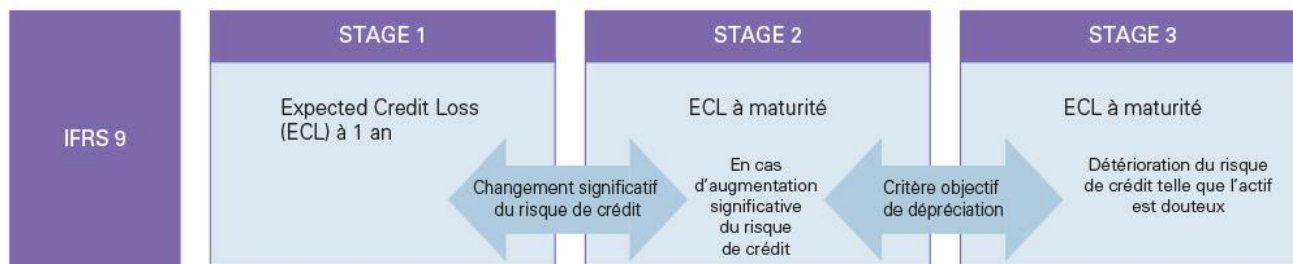 IFRS 9
STAGE 1
Expected Credit Loss
(ECL) à 1 an
Changement significatif
du risque de crédit
STAGE 2
ECL à maturité
En cas
d'augmentation
significative
du risque
de crédit
Critère objectif
de dépréciation
STAGE 3
ECL à maturité
Détérioration du risque
de crédit telle que l'actif
est douteux